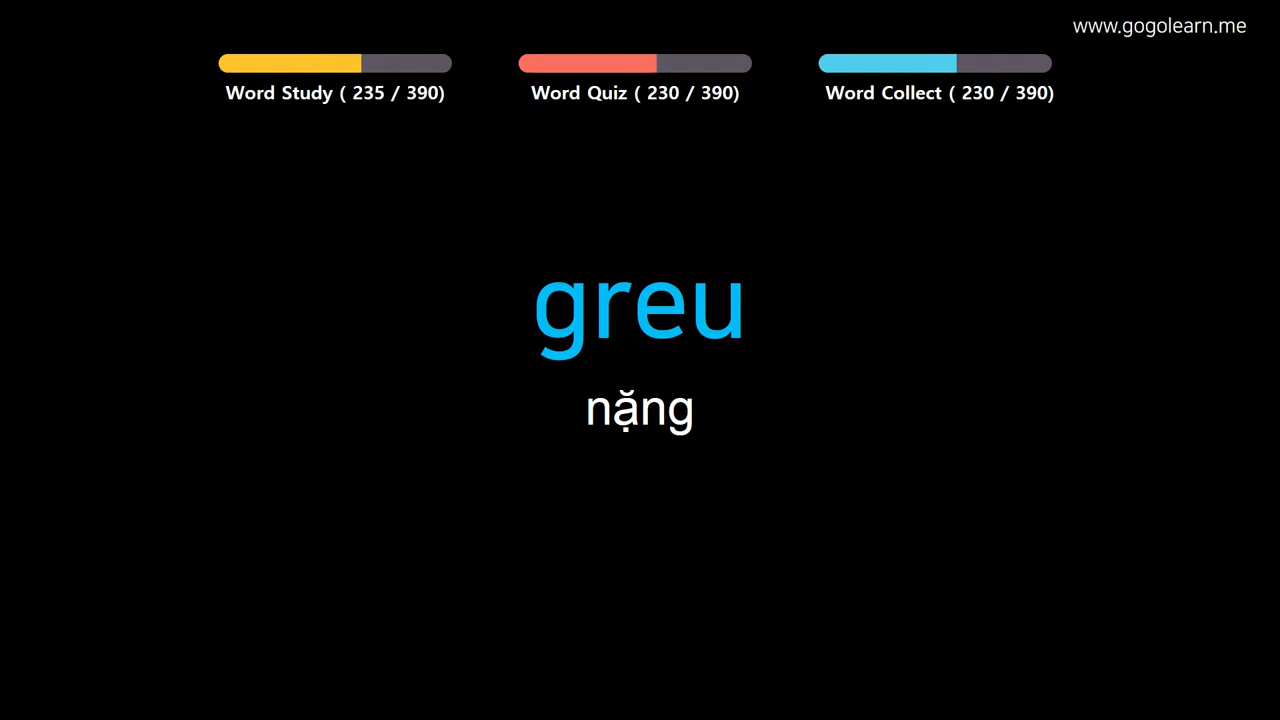 www.gogolearn.me
Word Study ( 235 / 390)
Word Quiz ( 230 / 390)
Word Collect ( 230 / 390)
greu
nặng